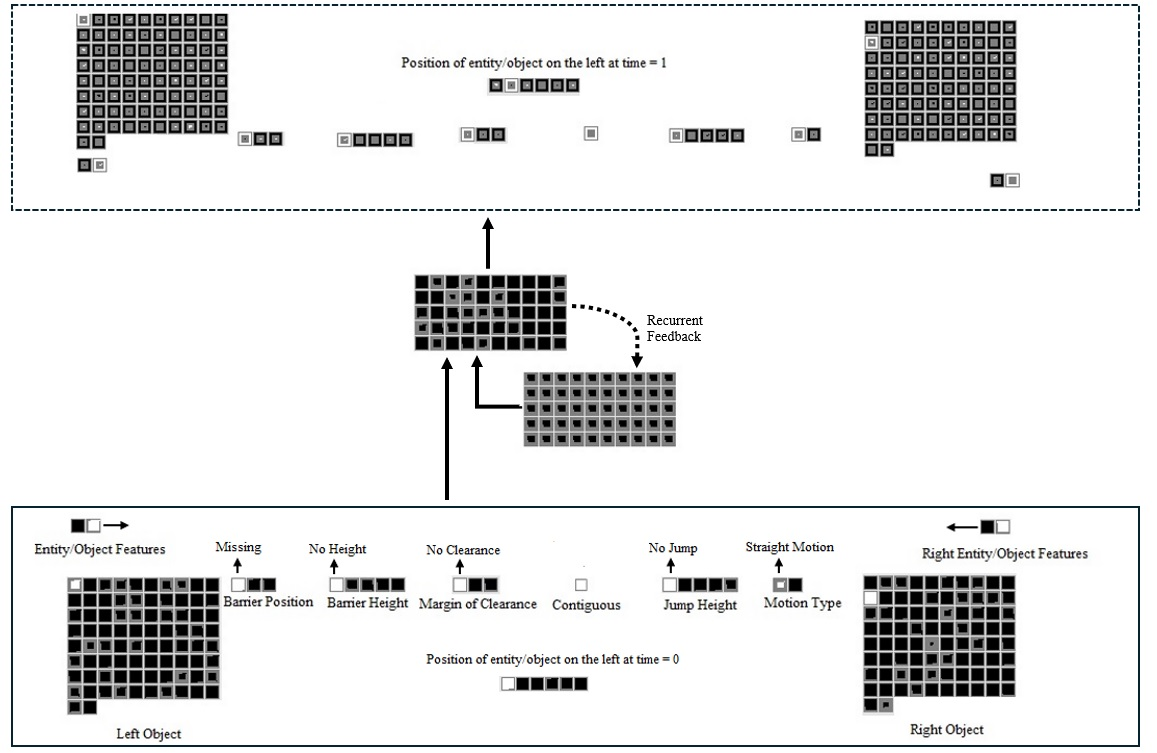 Position of entity/object on the left at time = 1
Recurrent
Feedback
Entity/Object Features
Missing
No Height
No Clearance
No Jump
Straight Motion
Right Entity/Object Features
Barrier Position
Barrier Height
Margin of Clearance
Contiguous
Jump Height
Motion Type
Position of entity/object on the left at time = 0
Left Object
Right Object